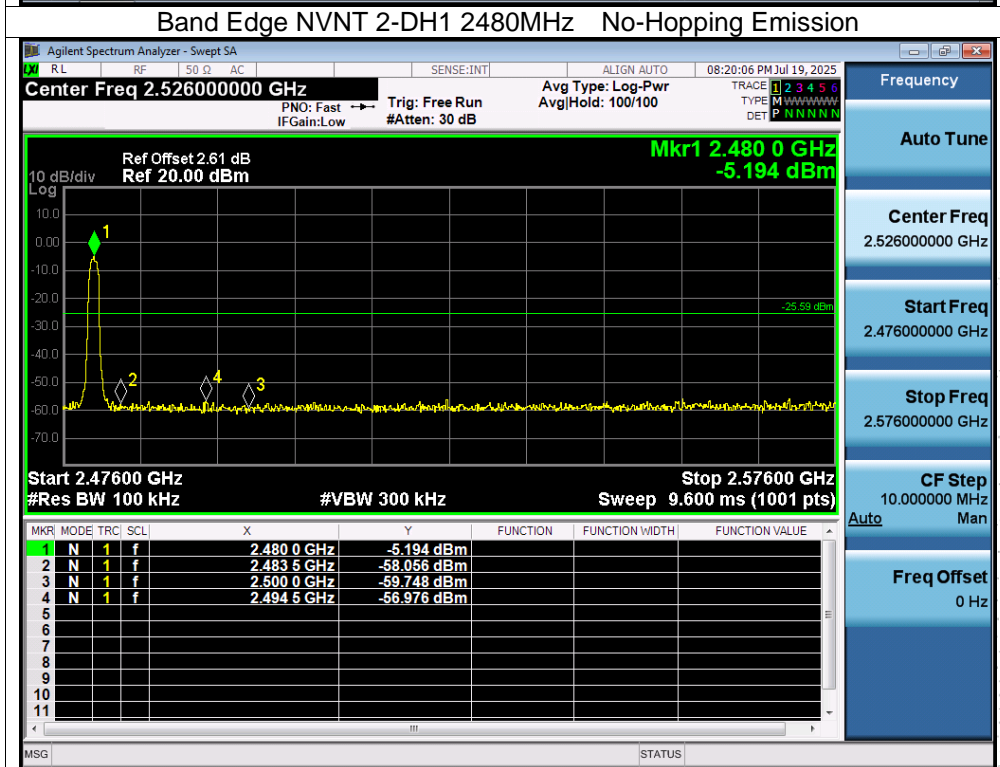 Band Edge NVNT 2-DH1 2480MHz No-Hopping Emission
Agilent Spectrum Analyzer - Swept SA
LXI RL RF 50 Ω AC SENSE:INT ALIGN AUTO 08:20:06 PM Jul 19, 2025
Center Freq 2.526000000 GHz
PNO: Fast
IFGain:Low
Trig: Free Run
#Atten: 30 dB
Avg Type: Log-Pwr
Avg|Hold: 100/100
TRACE 1 2 3 4 5 6
TYPE M WWWWW
DET P N N N N N
Frequency
Auto Tune
Center Freq
2.526000000 GHz
Start Freq
2.476000000 GHz
Stop Freq
2.576000000 GHz
CF Step
10.000000 MHz
Auto Man
Freq Offset
0 Hz
Mkr1 2.480 0 GHz
-5.194 dBm
Ref Offset 2.61 dB
10 dB/div Ref 20.00 dBm
Log
10.0
0.00
-10.0
-20.0
-30.0
-40.0
-50.0
-60.0
-70.0
1
2
4
3
-25.59 dBm
Start 2.47600 GHz Stop 2.57600 GHz
#Res BW 100 kHz #VBW 300 kHz Sweep 9.600 ms (1001 pts)
MKR MODE TRC SCL X Y FUNCTION FUNCTION WIDTH FUNCTION VALUE
1 N 1 f 2.480 0 GHz -5.194 dBm
2 N 1 f 2.483 5 GHz -58.056 dBm
3 N 1 f 2.500 0 GHz -59.748 dBm
4 N 1 f 2.494 5 GHz -56.976 dBm
5
6
7
8
9
10
11
MSG STATUS